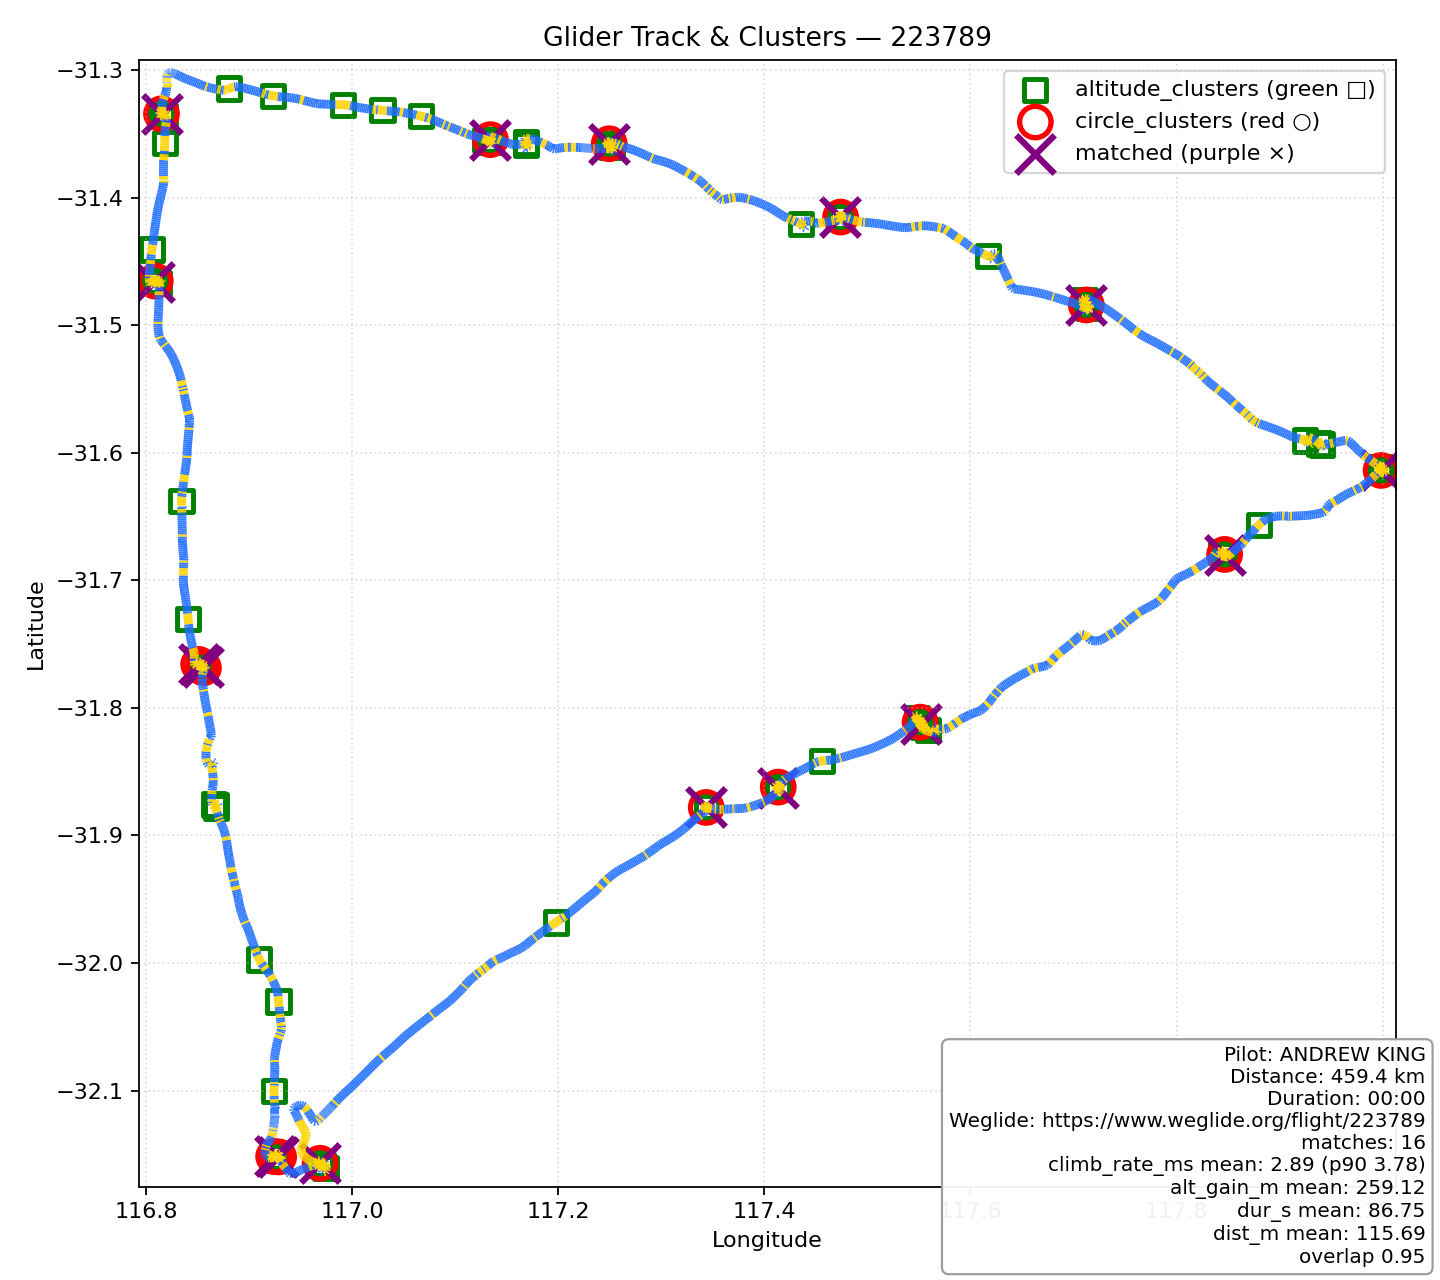 Glider Track & Clusters — 223789
altitude_clusters (green □)
circle_clusters (red ○)
matched (purple ×)
Latitude
−31.3
−31.4
−31.5
−31.6
−31.7
−31.8
−31.9
−32.0
−32.1
116.8
117.0
117.2
117.4
117.6
117.8
Longitude
Pilot: ANDREW KING
Distance: 459.4 km
Duration: 00:00
Weglide: https://www.weglide.org/flight/223789
matches: 16
climb_rate_ms mean: 2.89 (p90 3.78)
alt_gain_m mean: 259.12
dur_s mean: 86.75
dist_m mean: 115.69
overlap 0.95